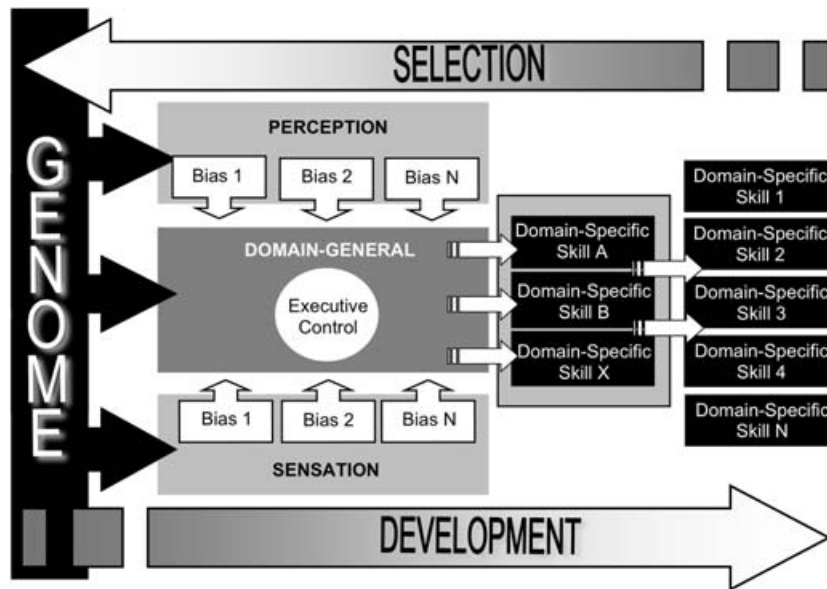 SELECTION
GENOME
PERCEPTION
Bias 1
Bias 2
Bias N
DOMAIN-GENERAL
Executive
Control
Bias 1
Bias 2
Bias N
SENSATION
Domain-Specific
Skill A
Domain-Specific
Skill B
Domain-Specific
Skill X
Domain-Specific
Skill 1
Domain-Specific
Skill 2
Domain-Specific
Skill 3
Domain-Specific
Skill 4
Domain-Specific
Skill N
DEVELOPMENT